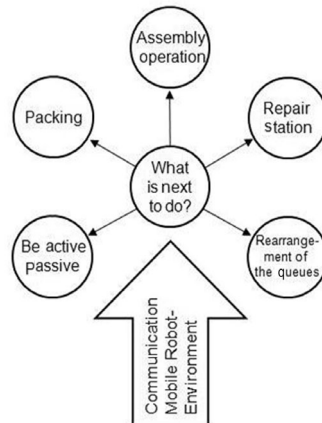 Assembly
operation
Packing
Repair
station
What
is next
to do?
Be active
passive
Rearrange-
ment of
the queues
Communication
Mobile Robot-
Environment